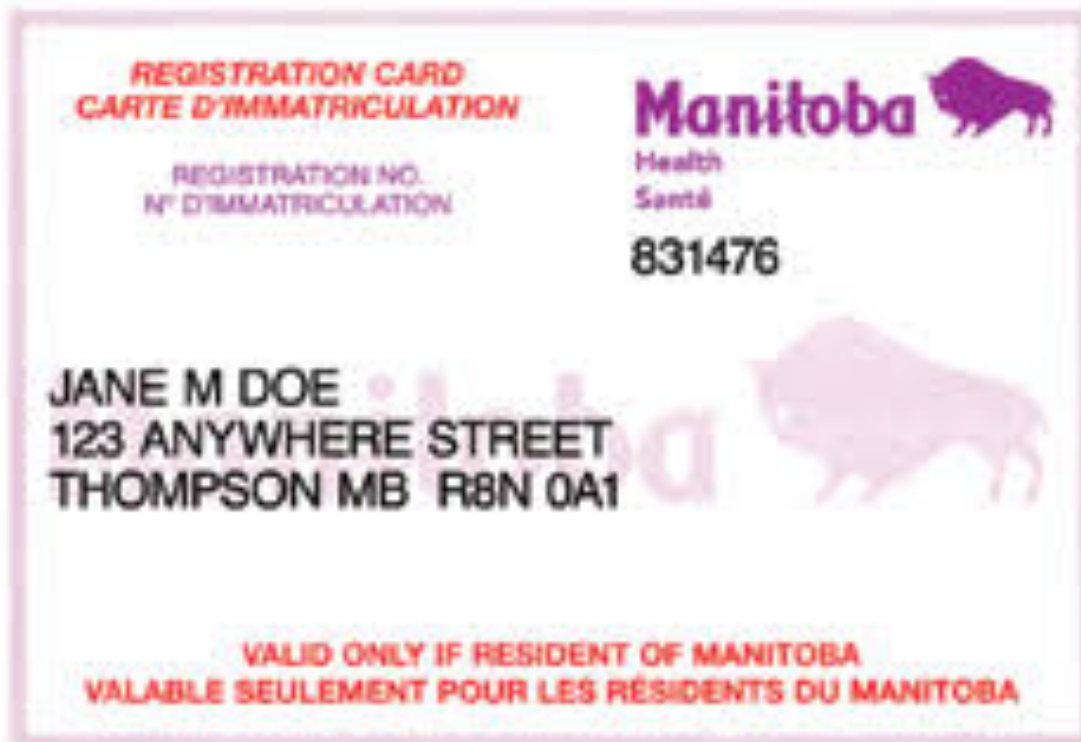 REGISTRATION CARD
CARTE D'IMMATRICULATION
REGISTRATION NO.
N° D'IMMATRICULATION
Manitoba
Health
Santé
831476
JANE M DOE
123 ANYWHERE STREET
THOMPSON MB R8N 0A1
VALID ONLY IF RESIDENT OF MANITOBA
VALABLE SEULEMENT POUR LES RÉSIDENTS DU MANITOBA